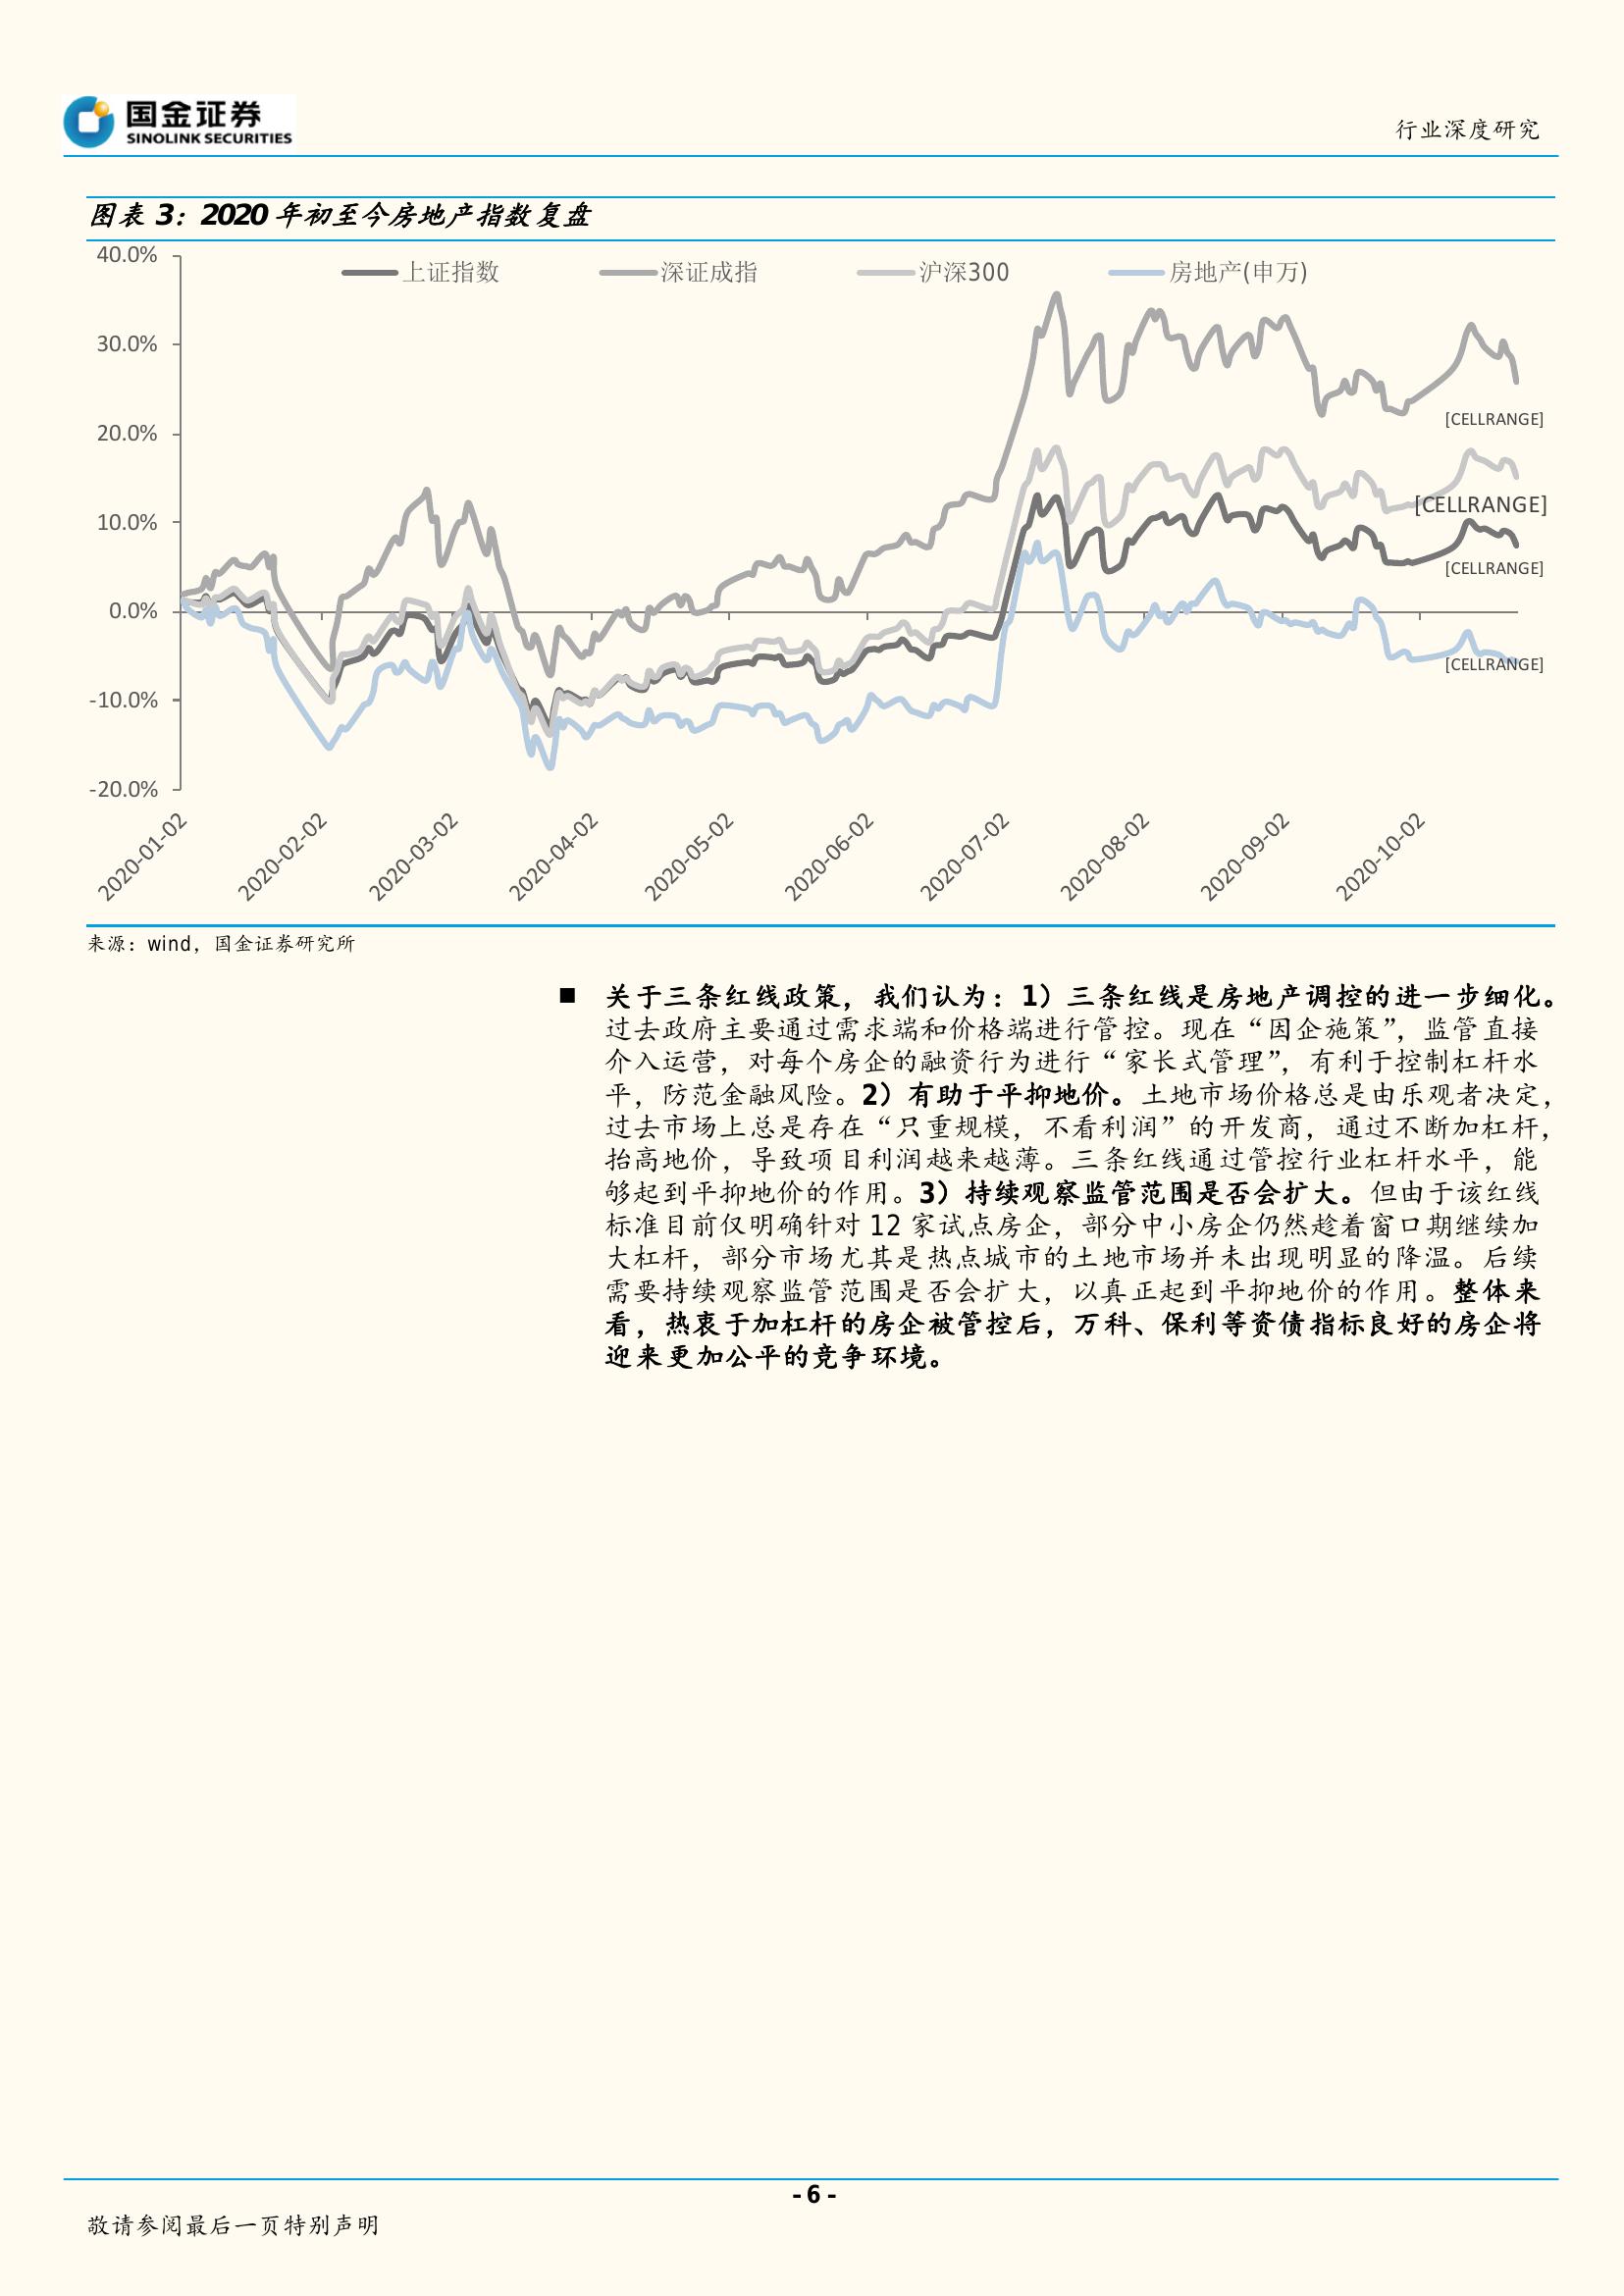 国金证券
SINOLINK SECURITIES
行业深度研究
图表 3：2020 年初至今房地产指数复盘
40.0%
30.0%
20.0%
10.0%
0.0%
-10.0%
-20.0%
上证指数 深证成指 沪深300 房地产(申万)
[CELLRANGE]
[CELLRANGE]
[CELLRANGE]
[CELLRANGE]
2020-01-02 2020-02-02 2020-03-02 2020-04-02 2020-05-02 2020-06-02 2020-07-02 2020-08-02 2020-09-02 2020-10-02
来源：wind，国金证券研究所
■ 关于三条红线政策，我们认为：1）三条红线是房地产调控的进一步细化。
过去政府主要通过需求端和价格端进行管控。现在“因企施策”，监管直接
介入运营，对每个房企的融资行为进行“家长式管理”，有利于控制杠杆水
平，防范金融风险。2）有助于平抑地价。土地市场价格总是由乐观者决定，
过去市场上总是存在“只重规模，不看利润”的开发商，通过不断加杠杆，
抬高地价，导致项目利润越来越薄。三条红线通过管控行业杠杆水平，能
够起到平抑地价的作用。3）持续观察监管范围是否会扩大。但由于该红线
标准目前仅明确针对 12 家试点房企，部分中小房企仍然趁着窗口期继续加
大杠杆，部分市场尤其是热点城市的土地市场并未出现明显的降温。后续
需要持续观察监管范围是否会扩大，以真正起到平抑地价的作用。整体来
看，热衷于加杠杆的房企被管控后，万科、保利等资债指标良好的房企将
迎来更加公平的竞争环境。
- 6 -
敬请参阅最后一页特别声明